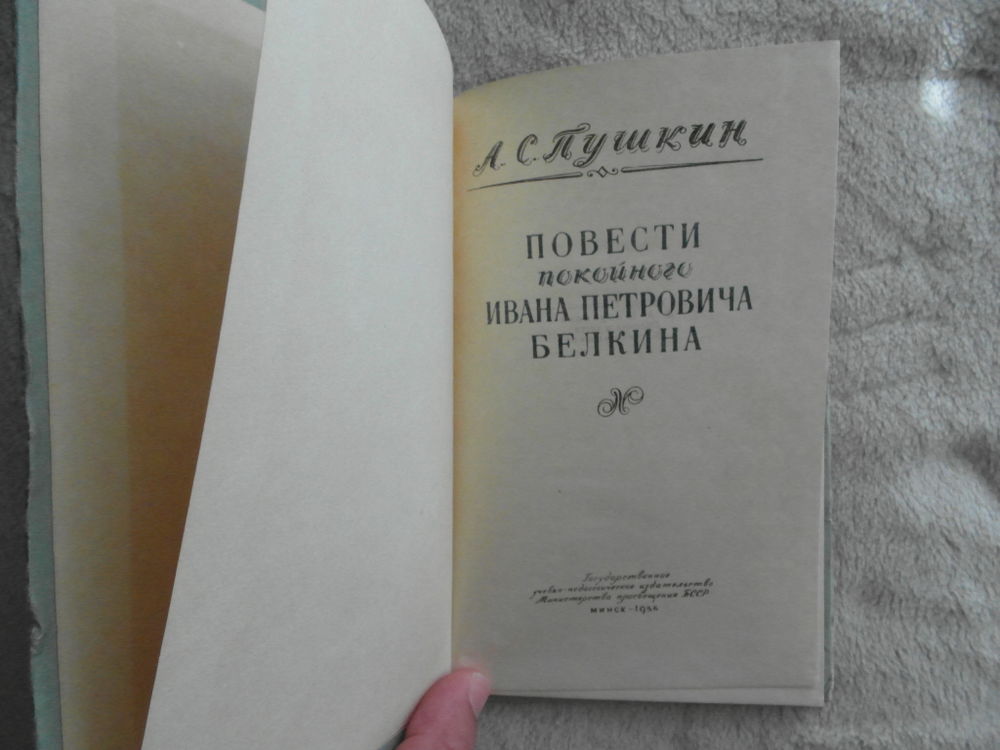 А. С. Пушкин
ПОВЕСТИ
покойного
ИВАНА ПЕТРОВИЧА
БЕЛКИНА
Государственное
учебно-педагогическое издательство
Министерства просвещения БССР
МИНСК-1956